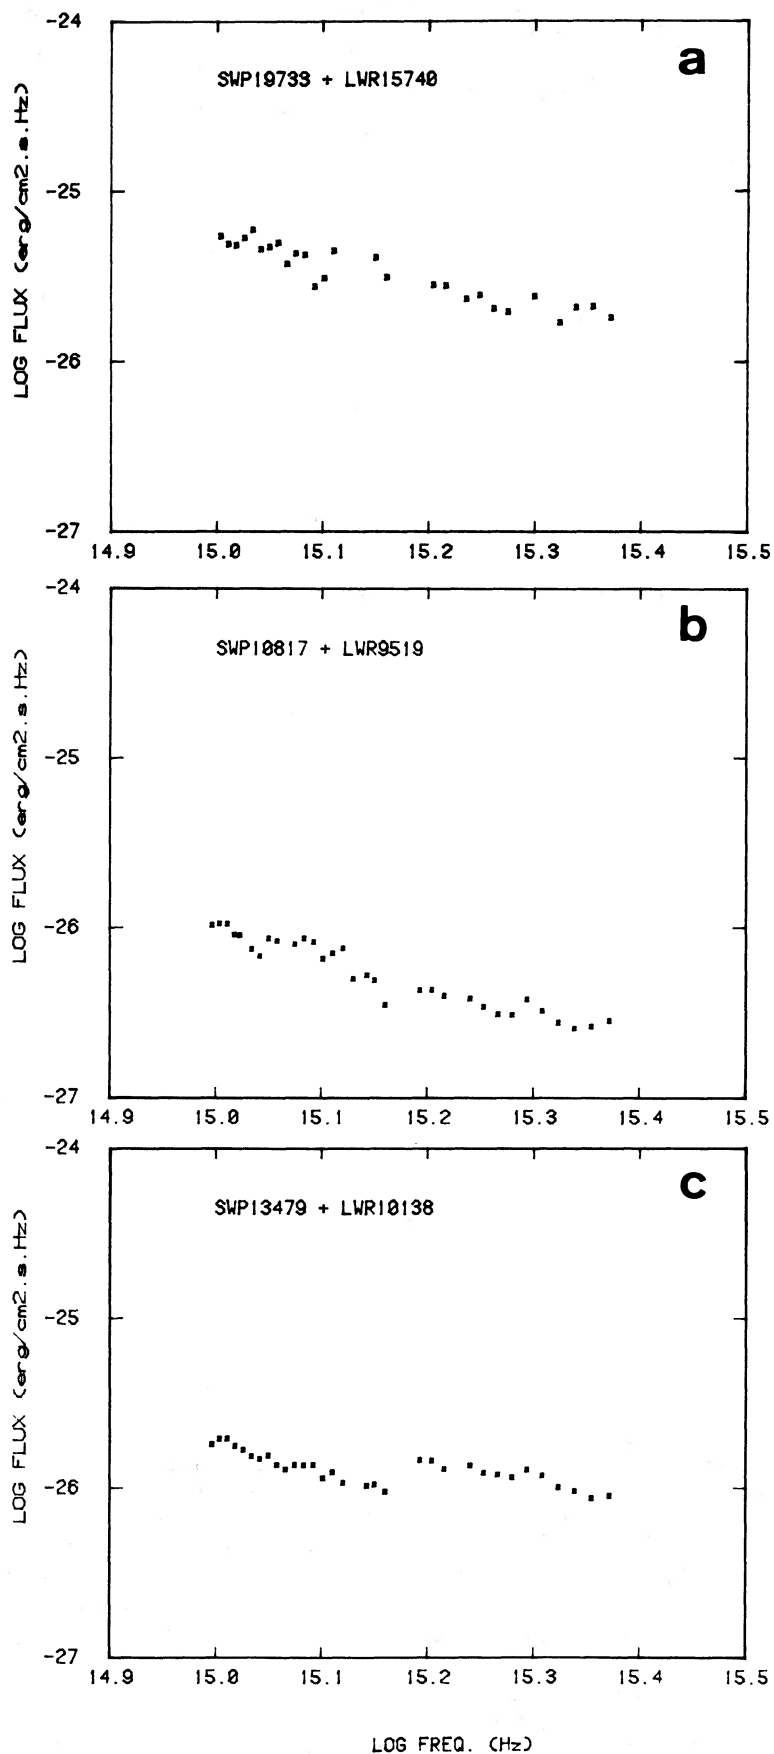 -24
a
SWP19733 + LWR15740
-25
LOG FLUX (erg/cm2.s.Hz)
-26
-27
14.9 15.0 15.1 15.2 15.3 15.4 15.5
-24
b
SWP10817 + LWR9519
-25
LOG FLUX (erg/cm2.s.Hz)
-26
-27
14.9 15.0 15.1 15.2 15.3 15.4 15.5
-24
c
SWP13479 + LWR10138
-25
LOG FLUX (erg/cm2.s.Hz)
-26
-27
14.9 15.0 15.1 15.2 15.3 15.4 15.5
LOG FREQ. (Hz)